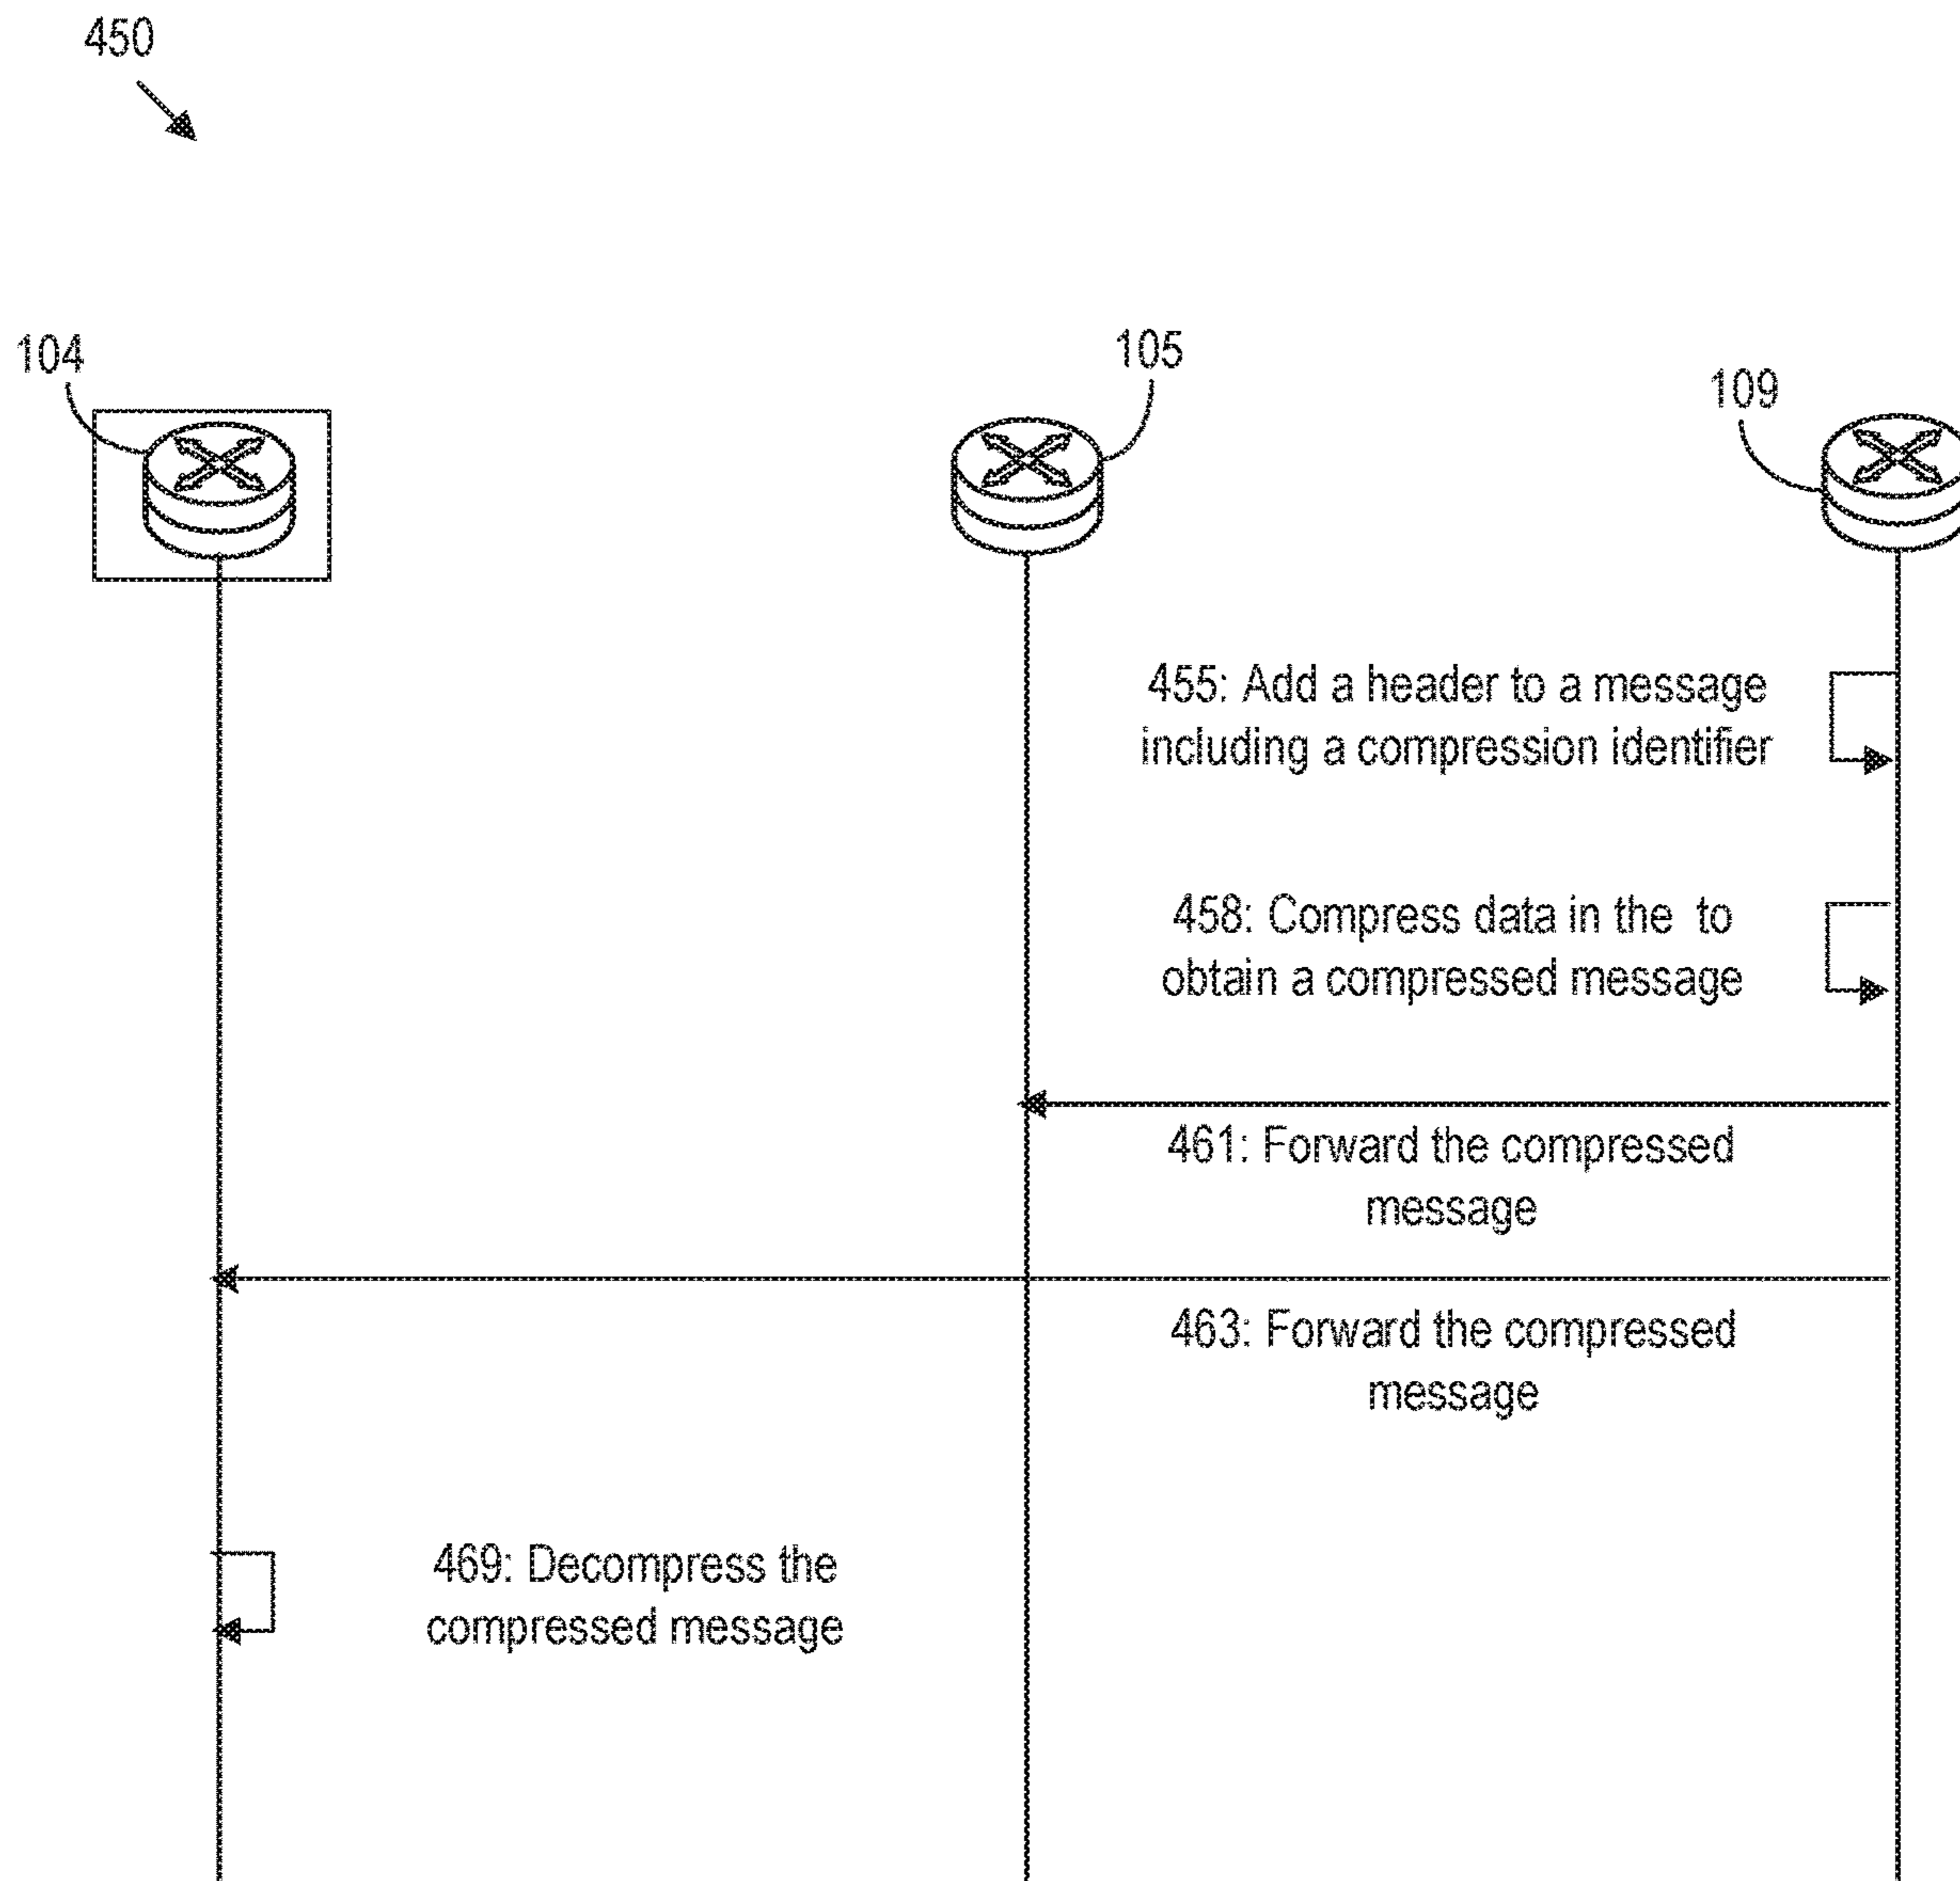 450
104
105
109
455: Add a header to a message
including a compression identifier
458: Compress data in the to
obtain a compressed message
461: Forward the compressed
message
463: Forward the compressed
message
469: Decompress the
compressed message